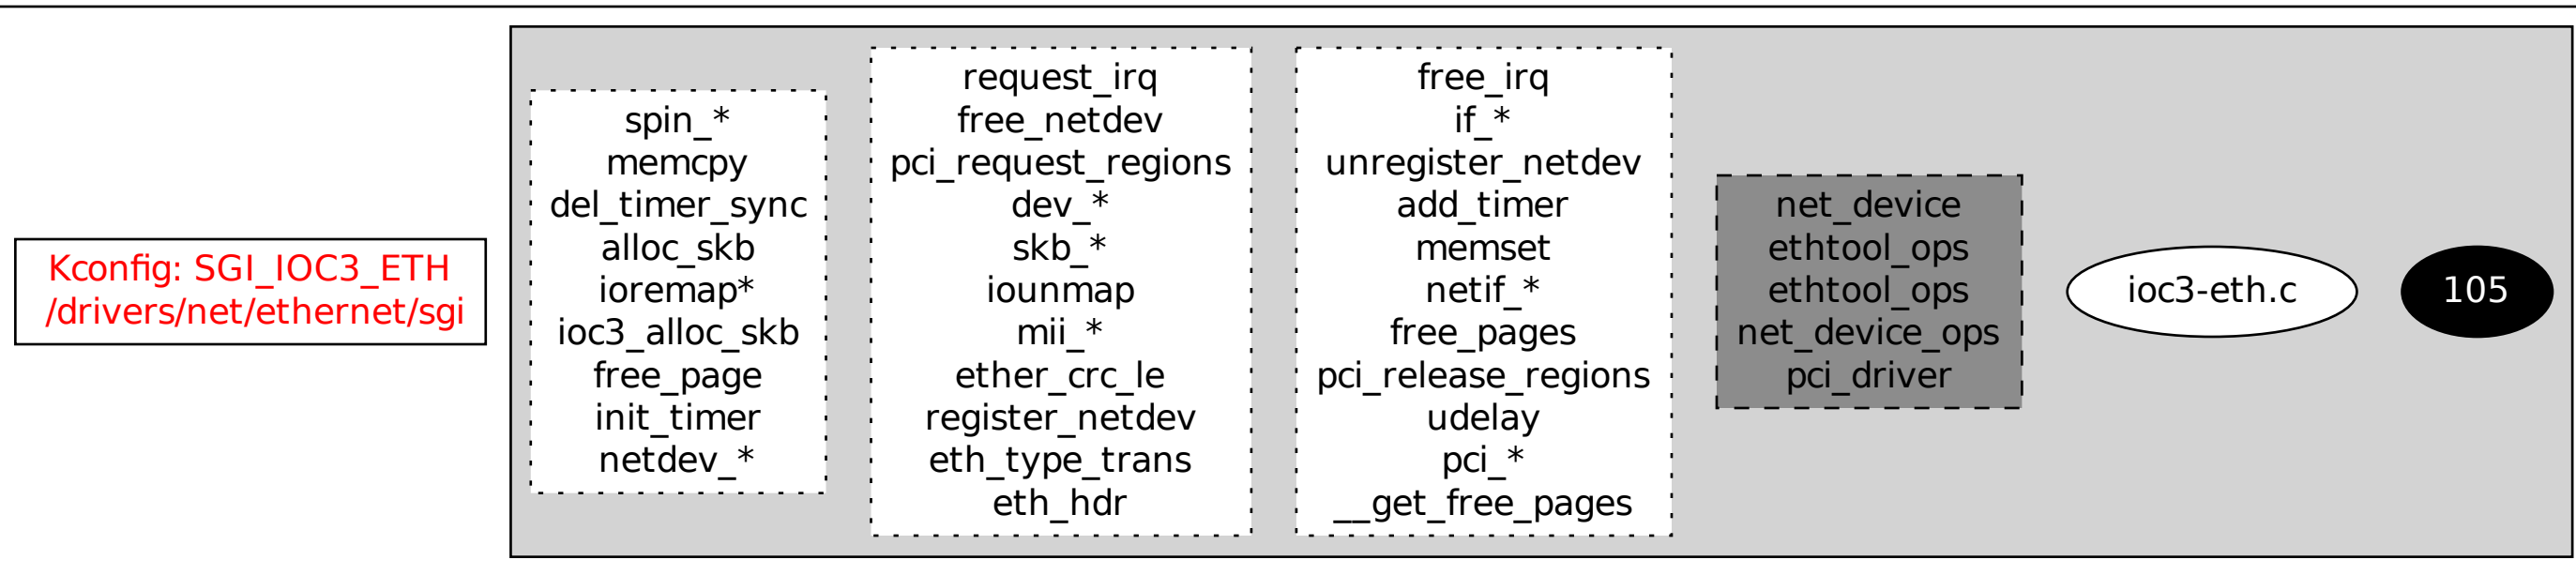 Kconfig: SGI_IOC3_ETH
/drivers/net/ethernet/sgi
spin_*
memcpy
del_timer_sync
alloc_skb
ioremap*
ioc3_alloc_skb
free_page
init_timer
netdev_*
request_irq
free_netdev
pci_request_regions
dev_*
skb_*
iounmap
mii_*
ether_crc_le
register_netdev
eth_type_trans
eth_hdr
free_irq
if_*
unregister_netdev
add_timer
memset
netif_*
free_pages
pci_release_regions
udelay
pci_*
__get_free_pages
net_device
ethtool_ops
ethtool_ops
net_device_ops
pci_driver
ioc3-eth.c
105